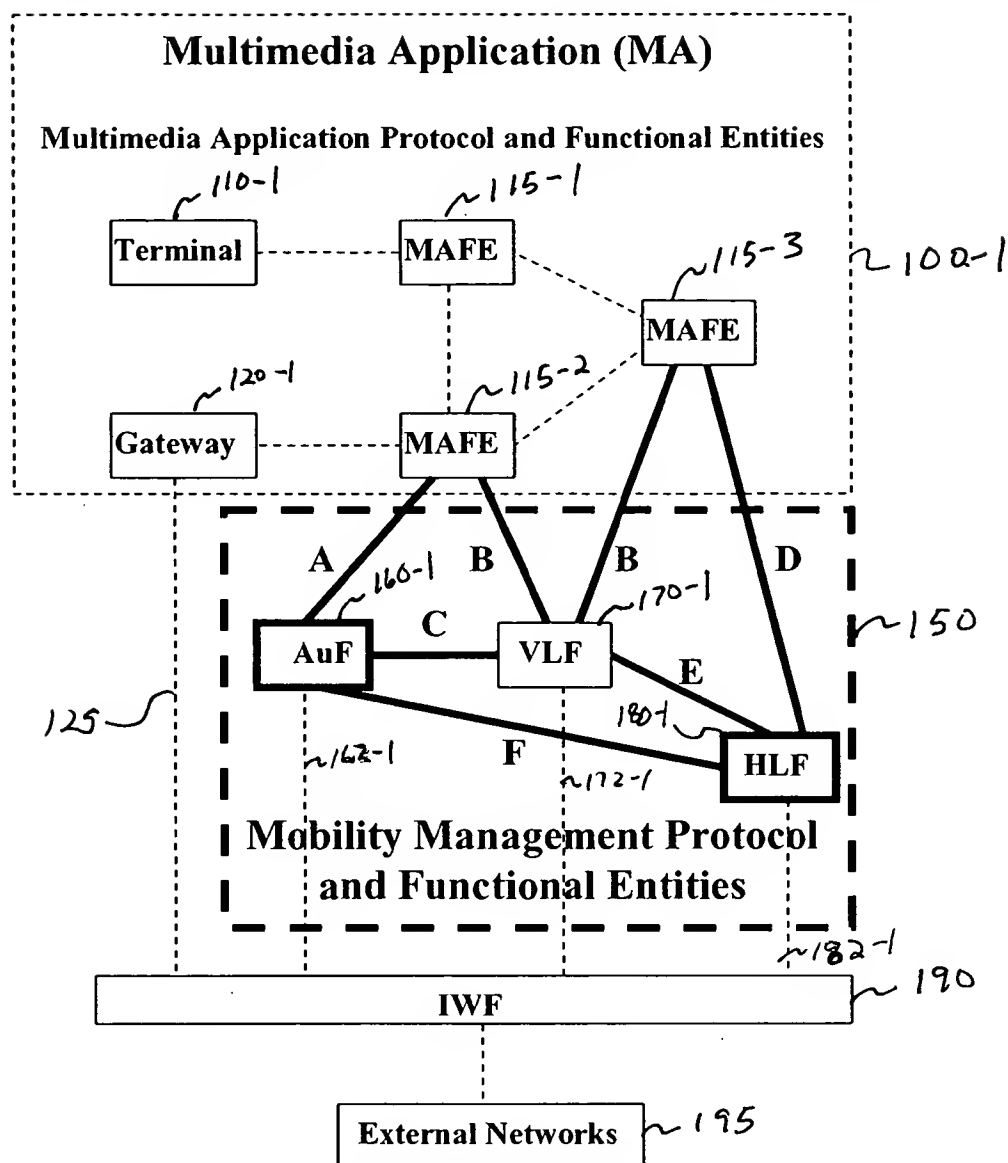 Multimedia Application (MA)
Multimedia Application Protocol and Functional Entities
110-1
115-1
Terminal
MAFE
115-3
100-1
MAFE
120-1
115-2
Gateway
MAFE
A
B
B
D
160-1
170-1
150
C
AuF
VLF
E
125
180-1
F
HLF
162-1
172-1
Mobility Management Protocol
and Functional Entities
182-1
190
IWF
External Networks
195